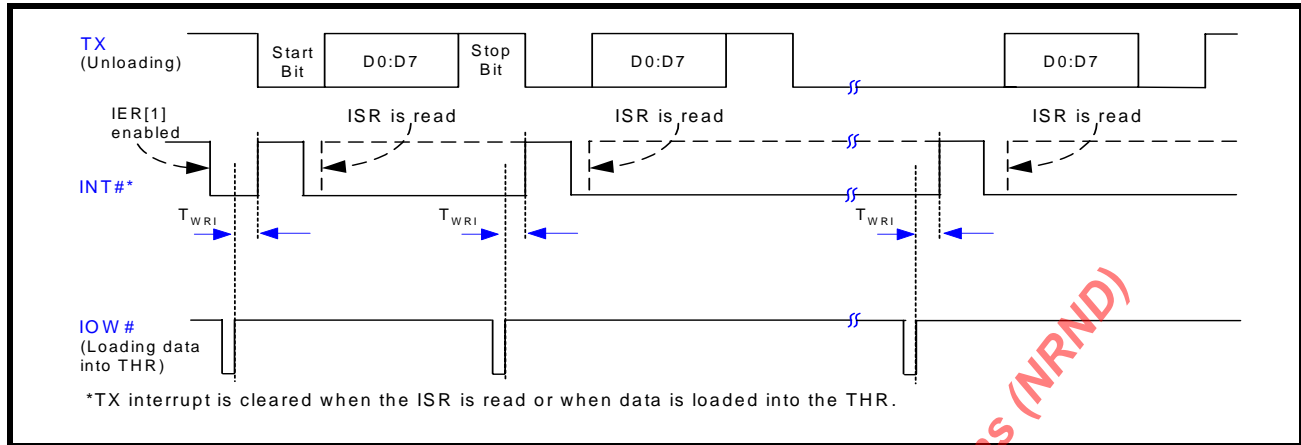 TX
(Unloading)
Start
Bit
D0:D7
Stop
Bit
D0:D7
D0:D7
IER[1]
enabled
ISR is read
ISR is read
ISR is read
INT#*
TWRI
TWRI
TWRI
IOW#
(Loading data
into THR)
*TX interrupt is cleared when the ISR is read or when data is loaded into the THR.
(NRND)